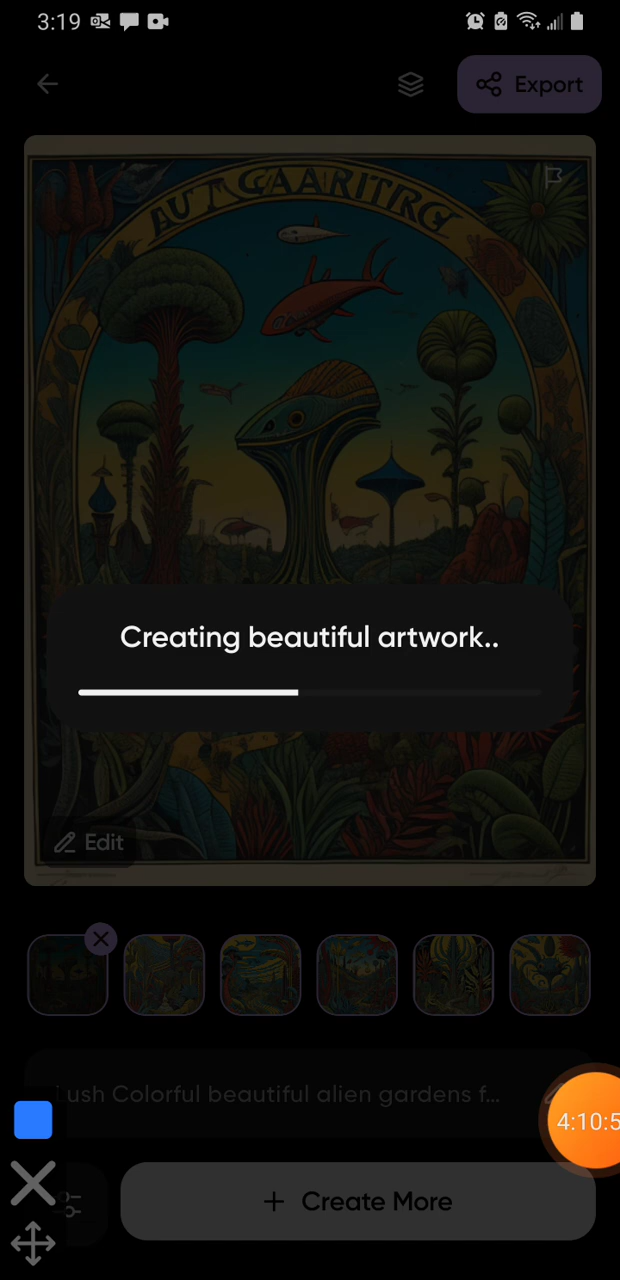 3:19
Export
AUT GAARITRG
Creating beautiful artwork..
Edit
Lush Colorful beautiful alien gardens f...
4:10:5
+ Create More